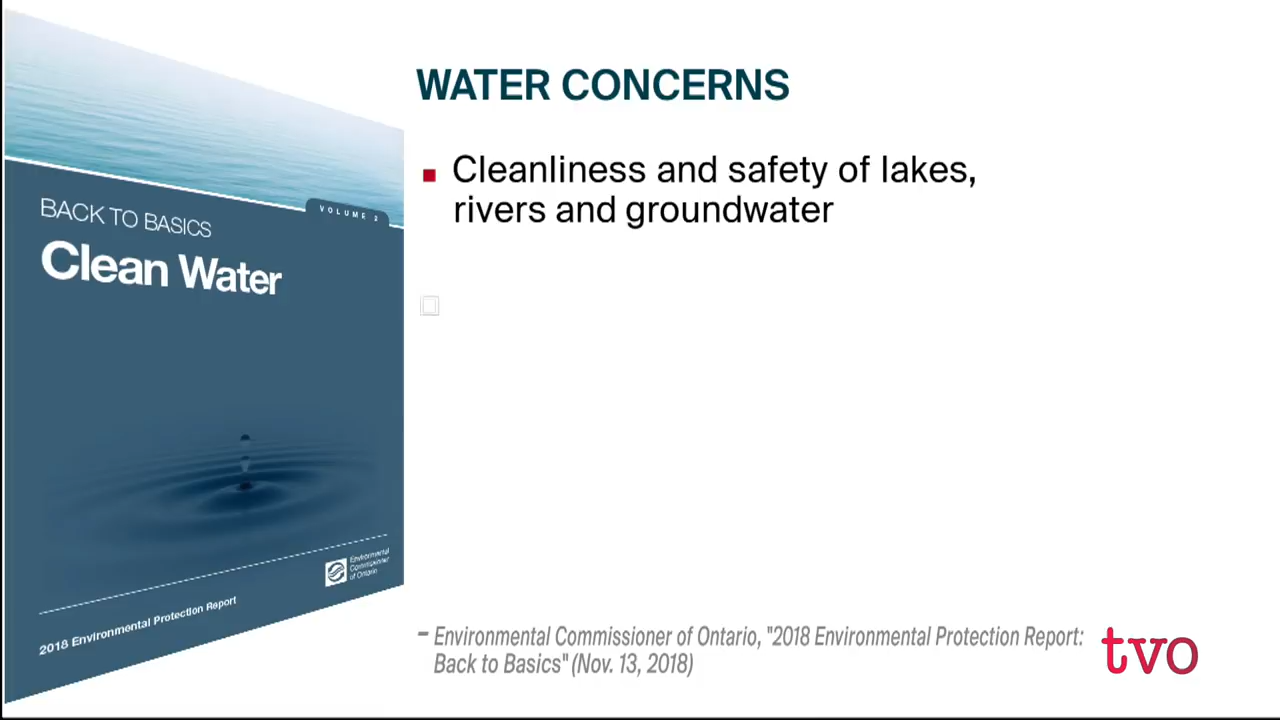 WATER CONCERNS
Cleanliness and safety of lakes,
rivers and groundwater
VOLUME 2
BACK TO BASICS
Clean Water
Environmental
Commissioner
of Ontario
2018 Environmental Protection Report
– Environmental Commissioner of Ontario, "2018 Environmental Protection Report:
Back to Basics" (Nov. 13, 2018)
tvo